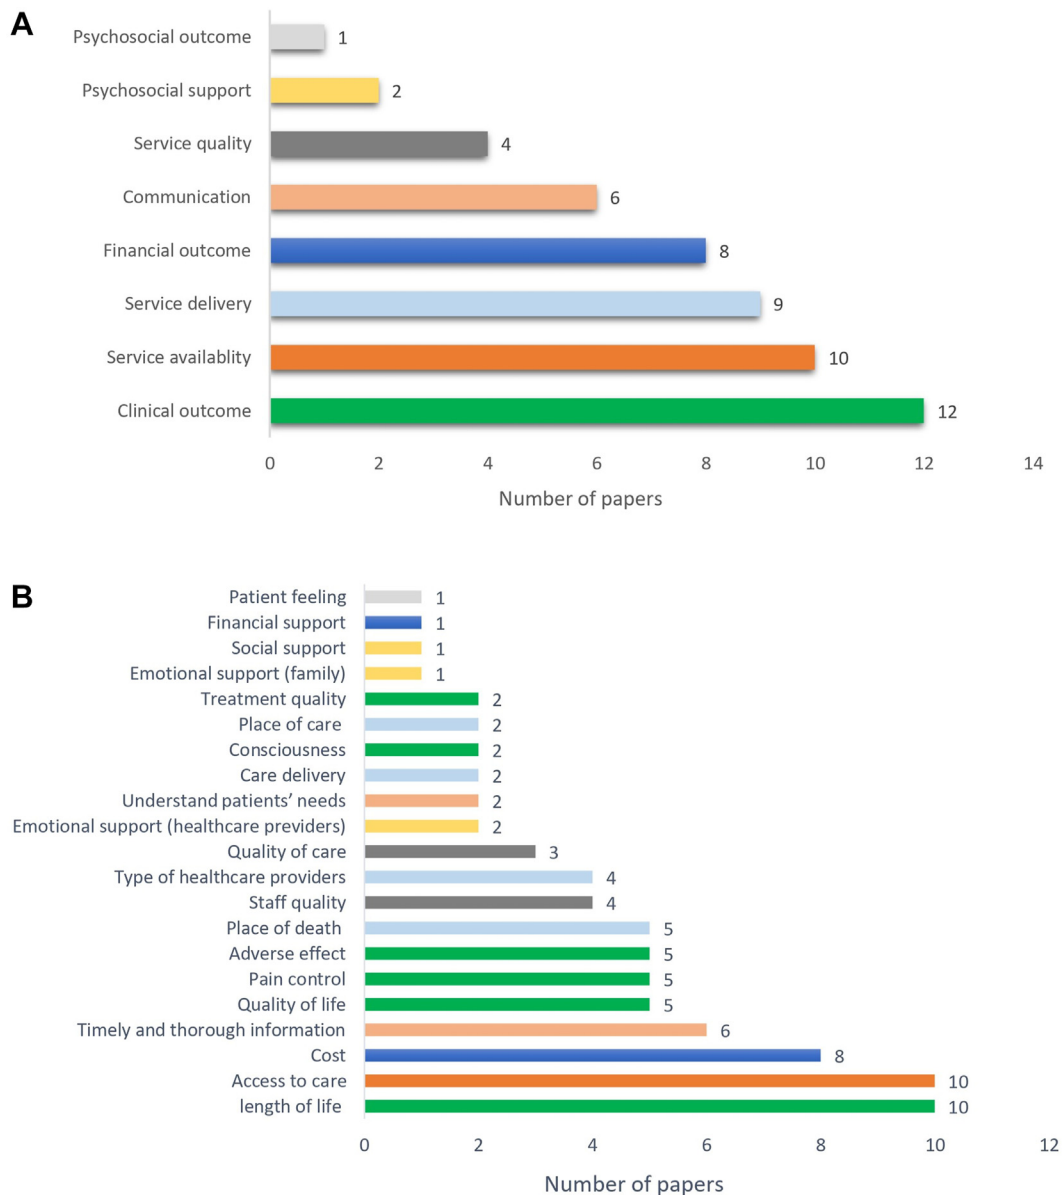 A
Psychosocial outcome 1
Psychosocial support 2
Service quality 4
Communication 6
Financial outcome 8
Service delivery 9
Service availablity 10
Clinical outcome 12
0 2 4 6 8 10 12 14
Number of papers
B
Patient feeling 1
Financial support 1
Social support 1
Emotional support (family) 1
Treatment quality 2
Place of care 2
Consciousness 2
Care delivery 2
Understand patients’ needs 2
Emotional support (healthcare providers) 2
Quality of care 3
Type of healthcare providers 4
Staff quality 4
Place of death 5
Adverse effect 5
Pain control 5
Quality of life 5
Timely and thorough information 6
Cost 8
Access to care 10
length of life 10
0 2 4 6 8 10 12
Number of papers